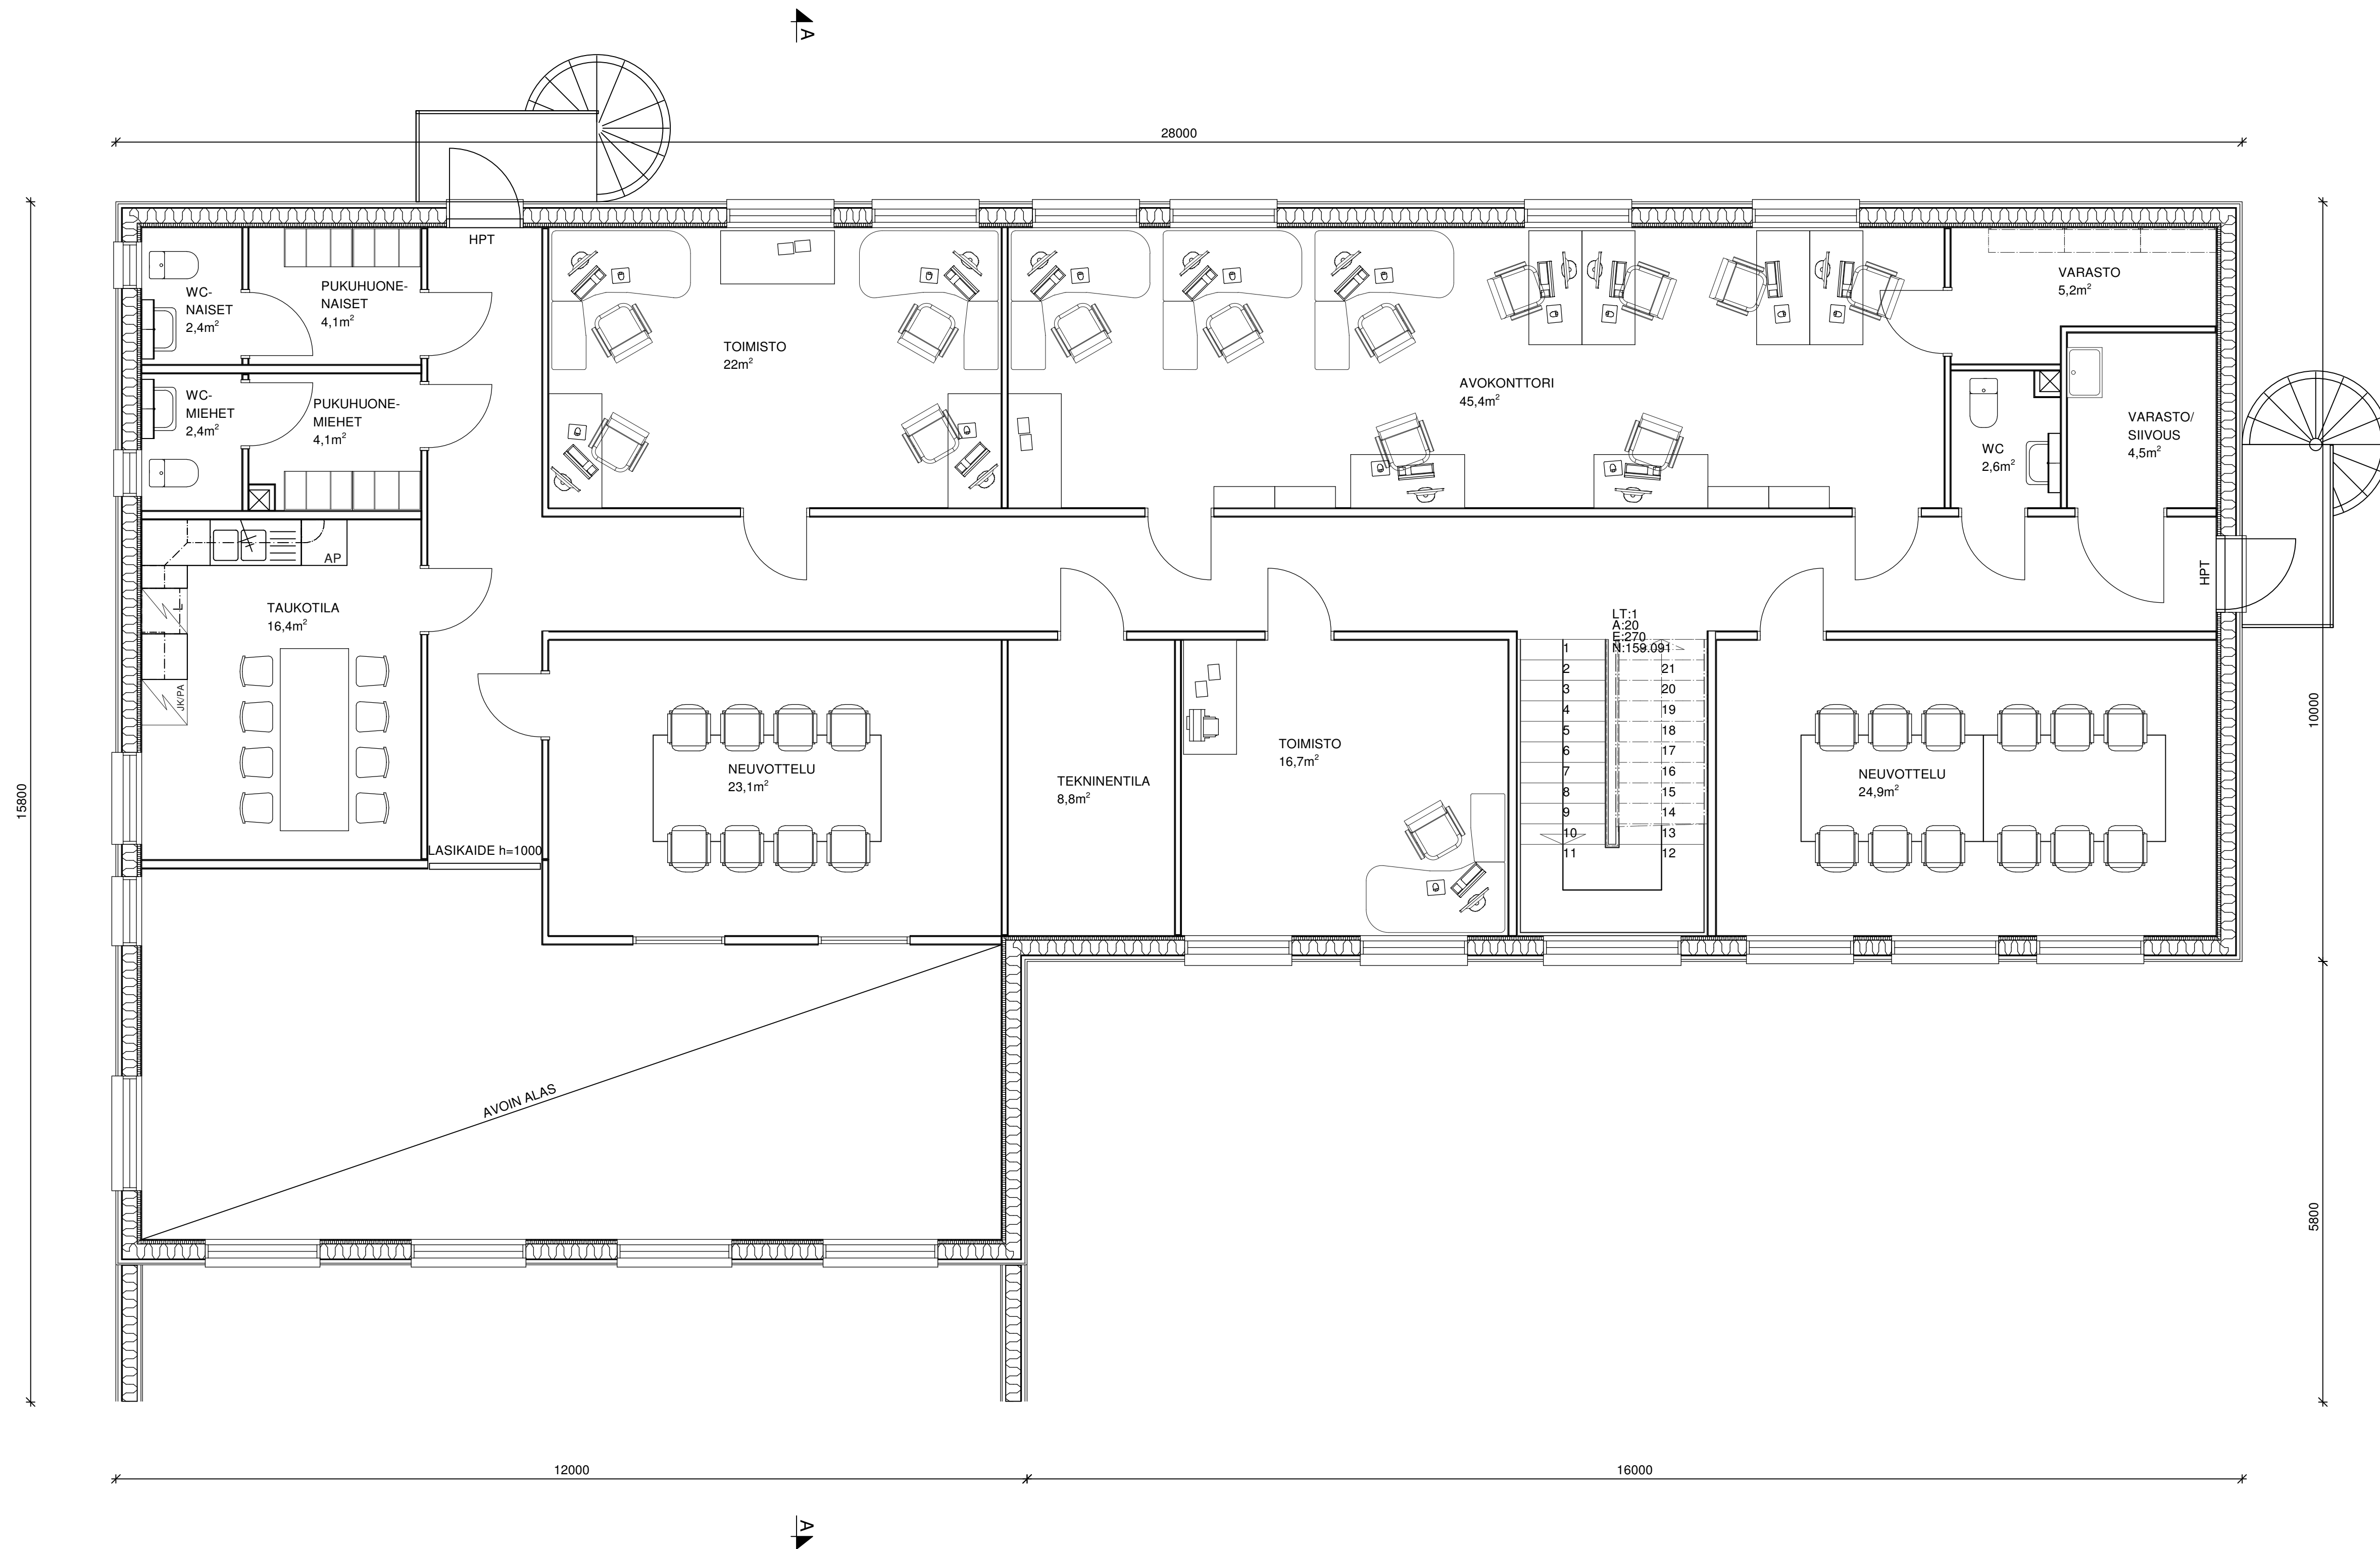 A
28000
HPT
WC-
NAISET
2,4m²
PUKUHUONE-
NAISET
4,1m²
TOIMISTO
22m²
AVOKONTTORI
45,4m²
VARASTO
5,2m²
WC-
MIEHET
2,4m²
PUKUHUONE-
MIEHET
4,1m²
WC
2,6m²
VARASTO/
SIIVOUS
4,5m²
HPT
AP
L
JK/PA
TAUKOTILA
16,4m²
LASIKAIDE h=1000
NEUVOTTELU
23,1m²
TEKNINENTILA
8,8m²
TOIMISTO
16,7m²
LT:1
A:20
E:270
N:159.091
1
2
3
4
5
6
7
8
9
10
11
21
20
19
18
17
16
15
14
13
12
NEUVOTTELU
24,9m²
15800
10000
5800
AVOIN ALAS
12000
16000
A